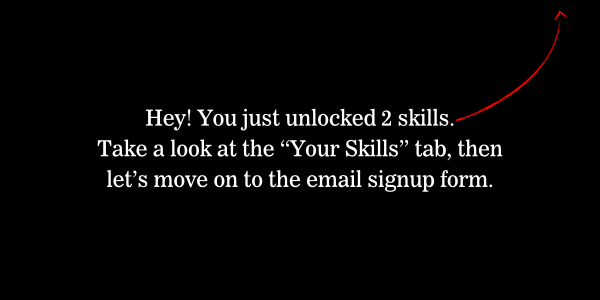 Hey! You just unlocked 2 skills.
Take a look at the “Your Skills” tab, then
let’s move on to the email signup form.